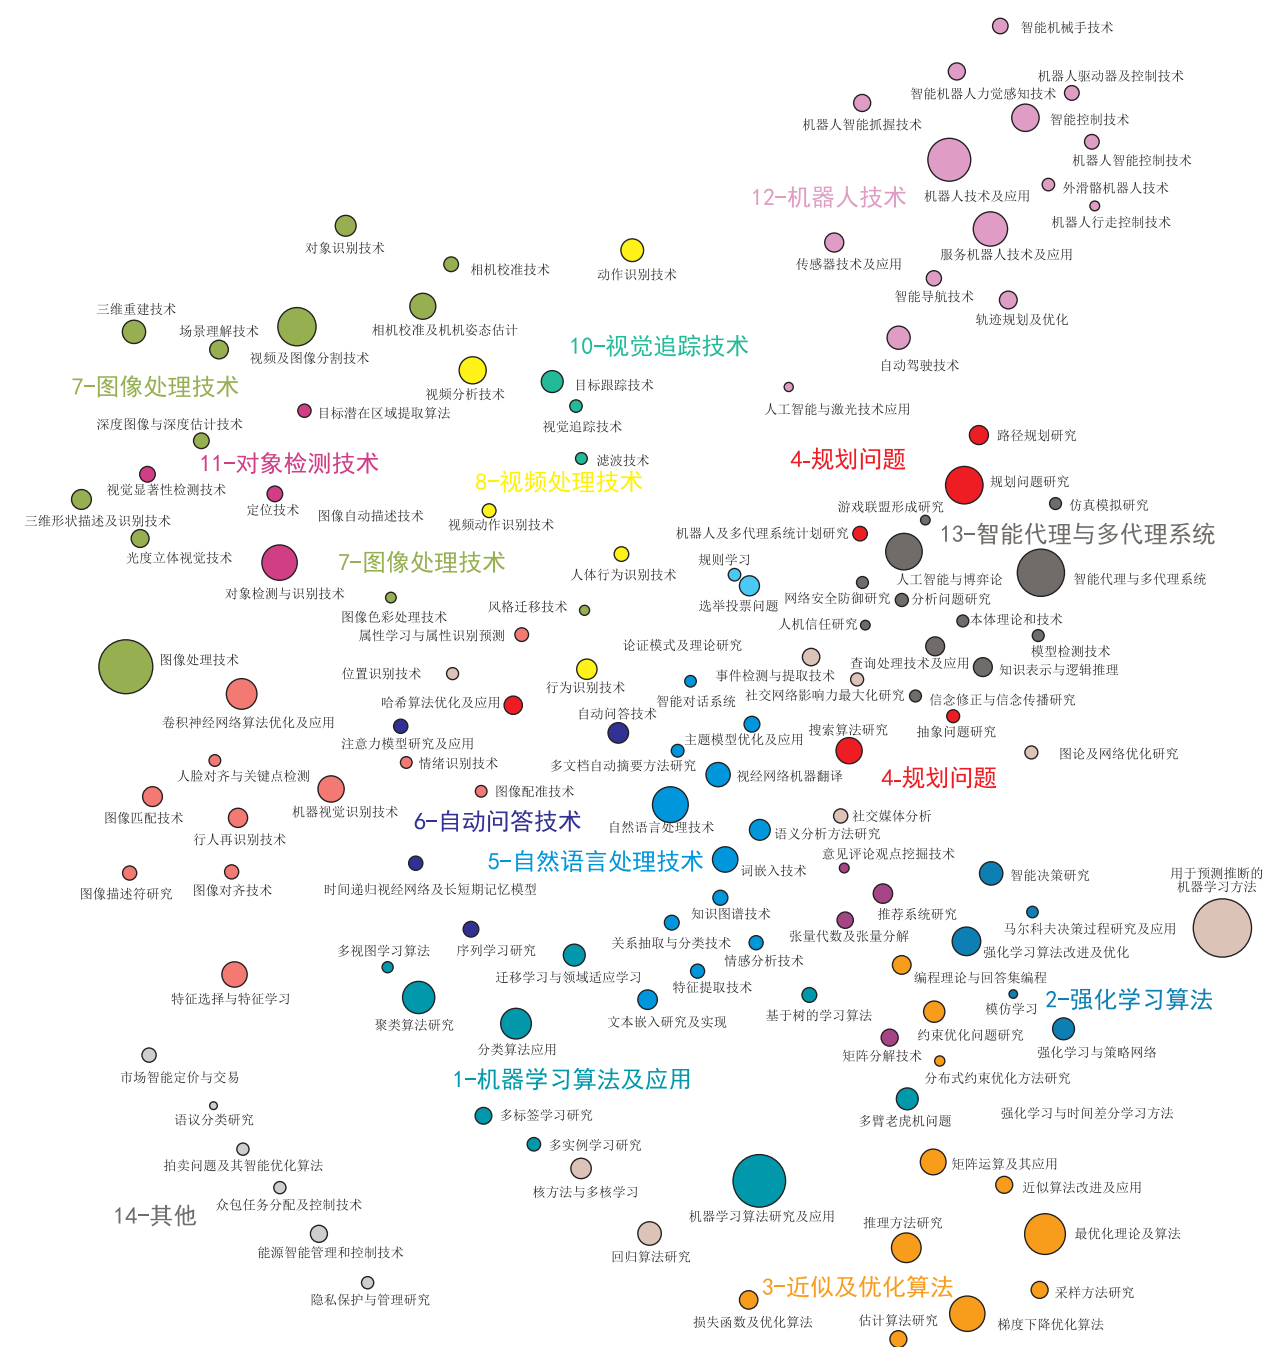 智能机械手技术
机器人驱动器及控制技术
智能机器人力觉感知技术
机器人智能抓握技术
智能控制技术
机器人智能控制技术
外滑骼机器人技术
12-机器人技术
机器人技术及应用
机器人行走控制技术
对象识别技术
服务机器人技术及应用
传感器技术及应用
相机校准技术
动作识别技术
智能导航技术
三维重建技术
轨迹规划及优化
场景理解技术
相机校准及机机姿态估计
10-视觉追踪技术
视频及图像分割技术
自动驾驶技术
7-图像处理技术
目标跟踪技术
视频分析技术
人工智能与激光技术应用
目标潜在区域提取算法
深度图像与深度估计技术
视觉追踪技术
路径规划研究
4-规划问题
11-对象检测技术
滤波技术
8-视频处理技术
规划问题研究
视觉显著性检测技术
仿真模拟研究
游戏联盟形成研究
定位技术
图像自动描述技术
三维形状描述及识别技术
视频动作识别技术
机器人及多代理系统计划研究
13-智能代理与多代理系统
光度立体视觉技术
规则学习
7-图像处理技术
人体行为识别技术
人工智能与博弈论
智能代理与多代理系统
对象检测与识别技术
网络安全防御研究
分析问题研究
风格迁移技术
选举投票问题
图像色彩处理技术
本体理论和技术
人机信任研究
属性学习与属性识别预测
论证模式及理论研究
模型检测技术
图像处理技术
查询处理技术及应用
知识表示与逻辑推理
位置识别技术
事件检测与提取技术
行为识别技术
社交网络影响力最大化研究
信念修正与信念传播研究
哈希算法优化及应用
智能对话系统
自动问答技术
卷积神经网络算法优化及应用
搜索算法研究
抽象问题研究
注意力模型研究及应用
主题模型优化及应用
图论及网络优化研究
情绪识别技术
多文档自动摘要方法研究
人脸对齐与关键点检测
视经网络机器翻译
4-规划问题
图像配准技术
机器视觉识别技术
图像匹配技术
6-自动问答技术
自然语言处理技术
社交媒体分析
行人再识别技术
语义分析方法研究
意见评论观点挖掘技术
5-自然语言处理技术
词嵌入技术
用于预测推断的
机器学习方法
智能决策研究
图像描述符研究
图像对齐技术
时间递归视经网络及长短期记忆模型
知识图谱技术
推荐系统研究
马尔科夫决策过程研究及应用
张量代数及张量分解
关系抽取与分类技术
多视图学习算法
序列学习研究
强化学习算法改进及优化
情感分析技术
迁移学习与领域适应学习
编程理论与回答集编程
特征提取技术
特征选择与特征学习
2-强化学习算法
模仿学习
基于树的学习算法
聚类算法研究
文本嵌入研究及实现
约束优化问题研究
分类算法应用
矩阵分解技术
强化学习与策略网络
市场智能定价与交易
1-机器学习算法及应用
分布式约束优化方法研究
语议分类研究
多标签学习研究
多臂老虎机问题
强化学习与时间差分学习方法
多实例学习研究
拍卖问题及其智能优化算法
矩阵运算及其应用
核方法与多核学习
近似算法改进及应用
众包任务分配及控制技术
14-其他
机器学习算法研究及应用
推理方法研究
最优化理论及算法
能源智能管理和控制技术
回归算法研究
3-近似及优化算法
采样方法研究
隐私保护与管理研究
损失函数及优化算法
估计算法研究
梯度下降优化算法